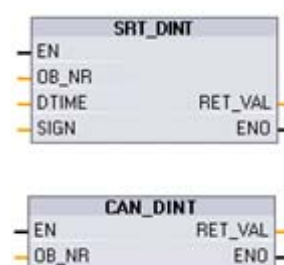 SRT_DINT
EN
OB_NR
DTIME RET_VAL
SIGN ENO
CAN_DINT
EN RET_VAL
OB_NR ENO